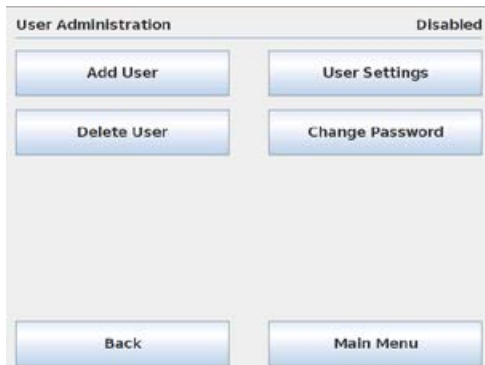 User Administration Disabled
Add User User Settings
Delete User Change Password
Back Main Menu